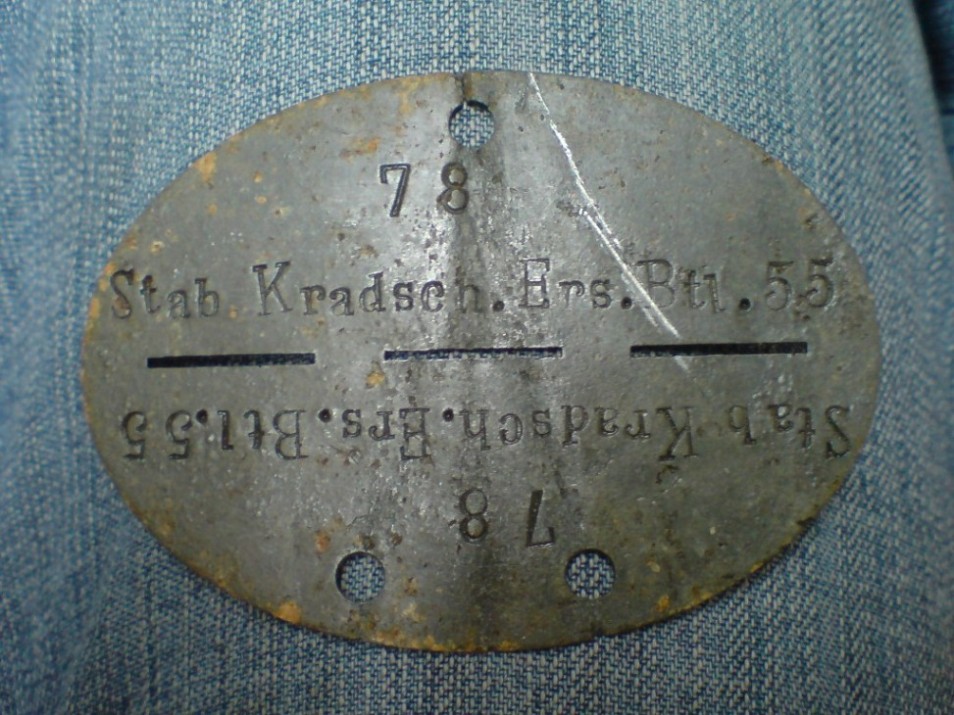 78
Stab Kradsch. Ers. Btl. 55
Stab Kradsch. Ers. Btl. 55
78